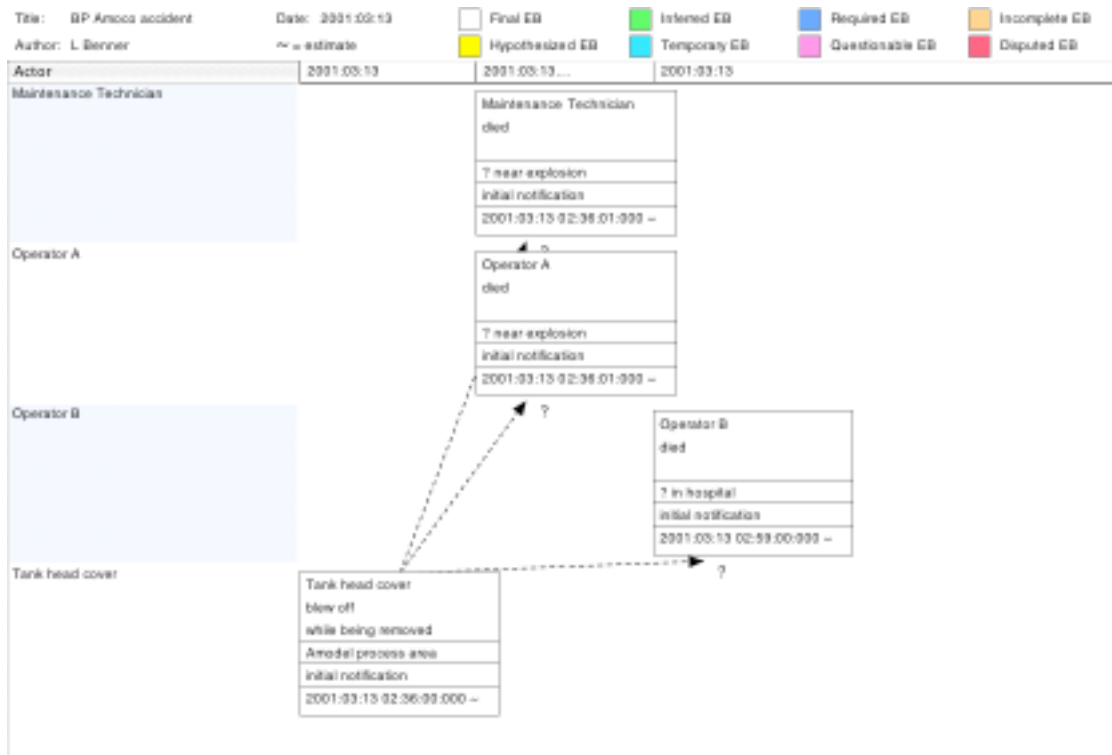 Title: BP Amoco accident Date: 2001:03:13 Final EB Inferred EB Required EB Incomplete EB
Author: L Benner ~ = estimate Hypothesized EB Temporary EB Questionable EB Disputed EB
Actor 2001:03:13 2001:03:13... 2001:03:13
Maintenance Technician
Maintenance Technician
died
? near explosion
initial notification
2001:03:13 02:36:01:000 ~
?
Operator A
Operator A
died
? near explosion
initial notification
2001:03:13 02:36:01:000 ~
?
Operator B
Operator B
died
? in hospital
initial notification
2001:03:13 02:59:00:000 ~
?
Tank head cover
Tank head cover
blew off
while being removed
Amodel process area
initial notification
2001:03:13 02:36:00:000 ~